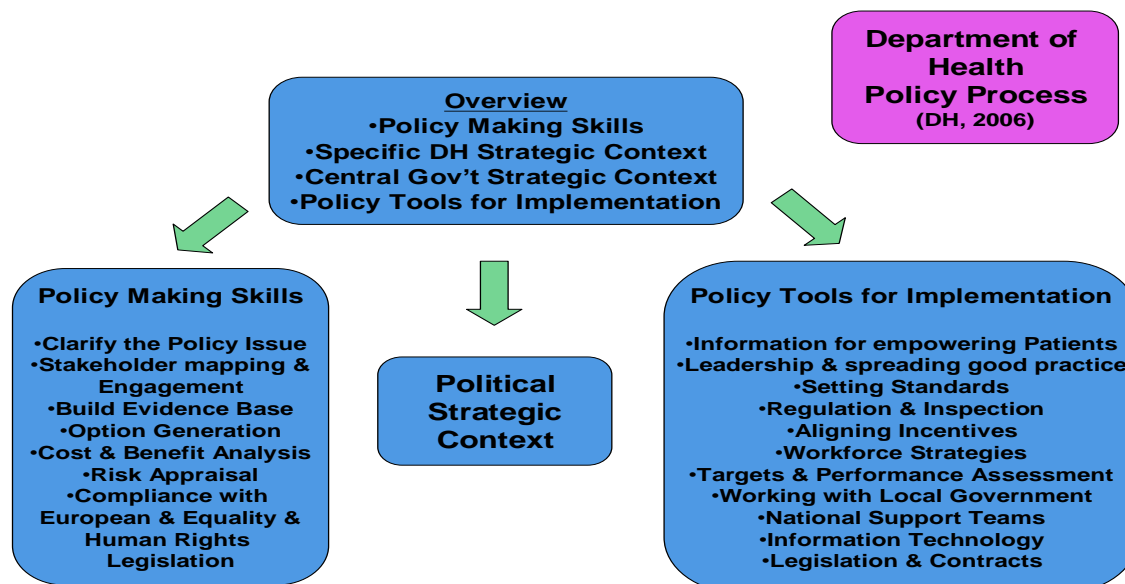 Department of
Health
Policy Process
(DH, 2006)
Overview
•Policy Making Skills
•Specific DH Strategic Context
•Central Gov’t Strategic Context
•Policy Tools for Implementation
Policy Making Skills
•Clarify the Policy Issue
•Stakeholder mapping &
Engagement
•Build Evidence Base
•Option Generation
•Cost & Benefit Analysis
•Risk Appraisal
•Compliance with
European & Equality &
Human Rights
Legislation
Political
Strategic
Context
Policy Tools for Implementation
•Information for empowering Patients
•Leadership & spreading good practice
•Setting Standards
•Regulation & Inspection
•Aligning Incentives
•Workforce Strategies
•Targets & Performance Assessment
•Working with Local Government
•National Support Teams
•Information Technology
•Legislation & Contracts